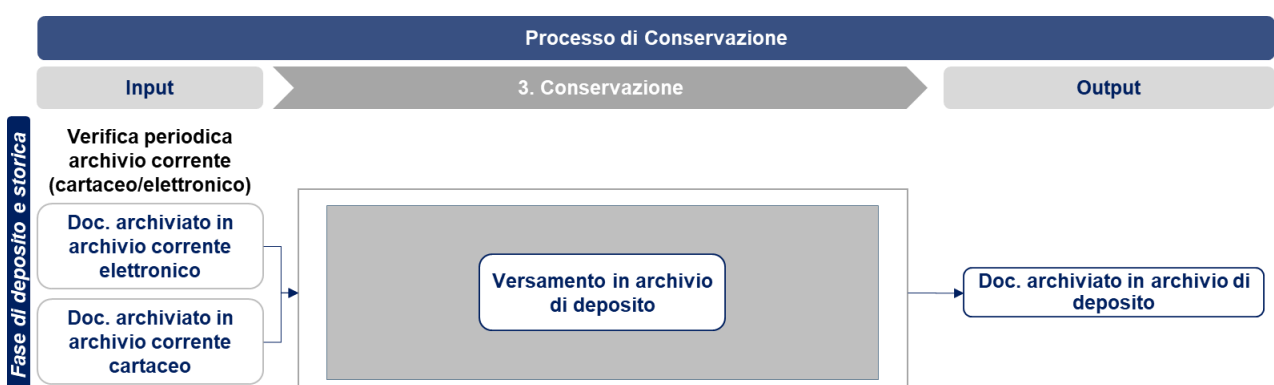 Processo di Conservazione
Input
3. Conservazione
Output
Fase di deposito e storica
Verifica periodica
archivio corrente
(cartaceo/elettronico)
Doc. archiviato in
archivio corrente
elettronico
Doc. archiviato in
archivio corrente
cartaceo
Versamento in archivio
di deposito
Doc. archiviato in archivio di
deposito